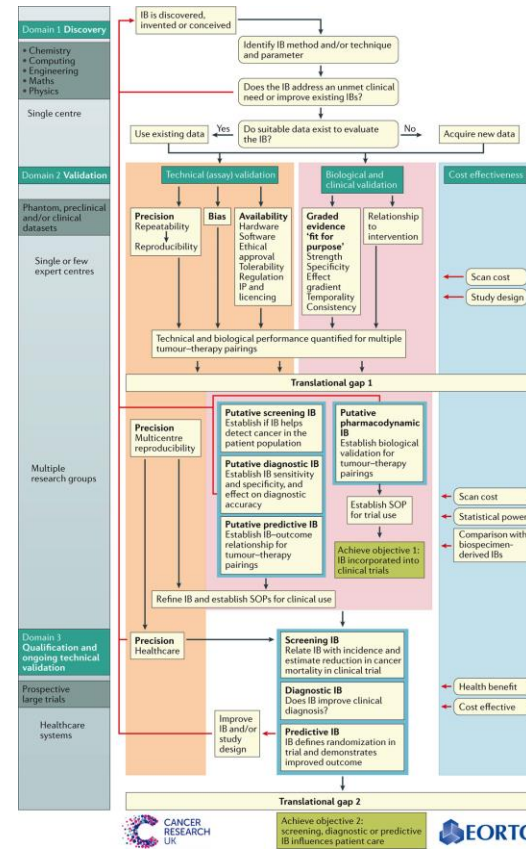 IB is discovered,
invented or conceived
Domain 1 Discovery
• Chemistry
• Computing
• Engineering
• Maths
• Physics
Single centre
Identify IB method and/or technique
and parameter
Does the IB address an unmet clinical
need or improve existing IBs?
Use existing data
Yes
Do suitable data exist to evaluate
the IB?
No
Acquire new data
Domain 2 Validation
Technical (assay) validation
Biological and
clinical validation
Cost effectiveness
Phantom, preclinical
and/or clinical
datasets
Single or few
expert centres
Precision
Repeatability
Reproducibility
Bias
Availability
Hardware
Software
Ethical
approval
Tolerability
Regulation
IP and
licencing
Graded
evidence
'fit for
purpose'
Strength
Specificity
Effect
gradient
Temporality
Consistency
Relationship
to
intervention
Scan cost
Study design
Technical and biological performance quantified for multiple
tumour–therapy pairings
Translational gap 1
Multiple
research groups
Precision
Multicentre
reproducibility
Putative screening IB
Establish if IB helps
detect cancer in the
patient population
Putative diagnostic IB
Establish IB sensitivity
and specificity, and
effect on diagnostic
accuracy
Putative predictive IB
Establish IB–outcome
relationship for
tumour–therapy
pairings
Putative
pharmacodynamic
IB
Establish biological
validation for
tumour–therapy
pairings
Establish SOP
for trial use
Achieve objective 1:
IB incorporated into
clinical trials
Scan cost
Statistical power
Comparison with
biospecimen-
derived IBs
Refine IB and establish SOPs for clinical use
Domain 3
Qualification and
ongoing technical
validation
Prospective
large trials
Healthcare
systems
Precision
Healthcare
Screening IB
Relate IB with incidence and
estimate reduction in cancer
mortality in clinical trial
Diagnostic IB
Does IB improve clinical
diagnosis?
Predictive IB
IB defines randomization in
trial and demonstrates
improved outcome
Improve
IB and/or
study
design
Health benefit
Cost effective
Translational gap 2
CANCER
RESEARCH
UK
Achieve objective 2:
screening, diagnostic or predictive
IB influences patient care
EORTC